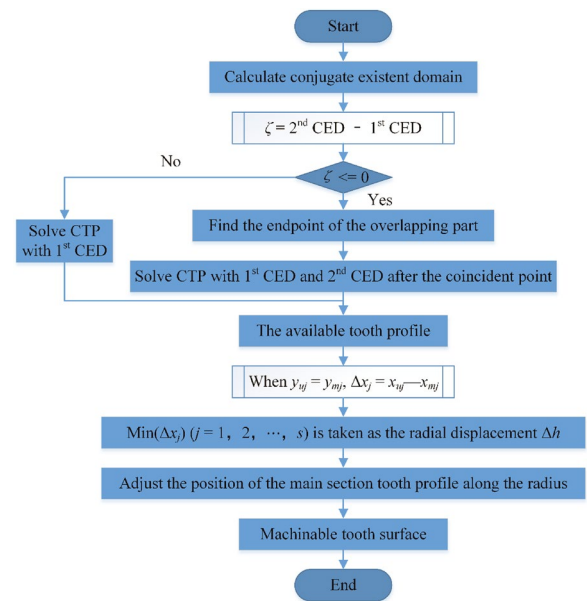 Start
Calculate conjugate existent domain
ζ = 2nd CED - 1st CED
No
ζ <= 0
Yes
Solve CTP
with 1st CED
Find the endpoint of the overlapping part
Solve CTP with 1st CED and 2nd CED after the coincident point
The available tooth profile
When yuj = ymj, Δxj = xuj—xmj
Min(Δxj) (j = 1, 2, ···, s) is taken as the radial displacement Δh
Adjust the position of the main section tooth profile along the radius
Machinable tooth surface
End